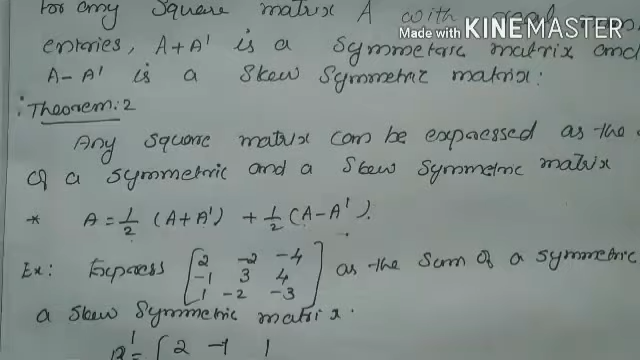 For any Square matrix A with real
Made with KINEMASTER
entries, A+A' is a Symmetric matrix and
A-A' is a Skew Symmetric matrix:
Theorem:2
Any Square matrix can be expressed as the
of a symmetric and a Skew symmetric matrix
* A = 1/2 (A+A') + 1/2 (A-A').
Ex: Express [2 -2 -4
-1 3 4
1 -2 -3] as the Sum of a symmetric
a Skew Symmetric matrix.
B' = [2 -1 1